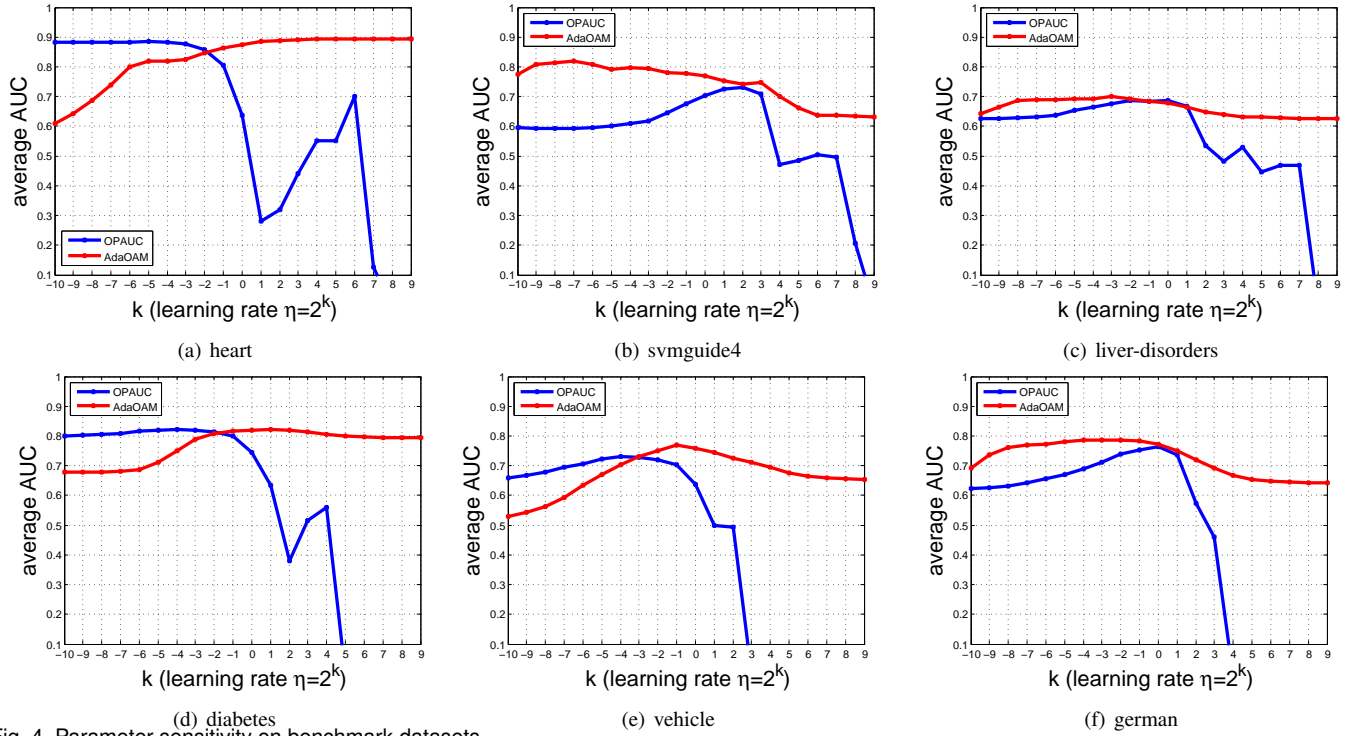 1
0.9
0.8
0.7
0.6
0.5
0.4
0.3
0.2
0.1
average AUC
OPAUC
AdaOAM
−10 −9 −8 −7 −6 −5 −4 −3 −2 −1 0 1 2 3 4 5 6 7 8 9
k (learning rate η=2^k)
(a) heart
1
0.9
0.8
0.7
0.6
0.5
0.4
0.3
0.2
0.1
average AUC
OPAUC
AdaOAM
−10 −9 −8 −7 −6 −5 −4 −3 −2 −1 0 1 2 3 4 5 6 7 8 9
k (learning rate η=2^k)
(b) svmguide4
1
0.9
0.8
0.7
0.6
0.5
0.4
0.3
0.2
0.1
average AUC
OPAUC
AdaOAM
−10 −9 −8 −7 −6 −5 −4 −3 −2 −1 0 1 2 3 4 5 6 7 8 9
k (learning rate η=2^k)
(c) liver-disorders
1
0.9
0.8
0.7
0.6
0.5
0.4
0.3
0.2
0.1
average AUC
OPAUC
AdaOAM
−10 −9 −8 −7 −6 −5 −4 −3 −2 −1 0 1 2 3 4 5 6 7 8 9
k (learning rate η=2^k)
(d) diabetes
1
0.9
0.8
0.7
0.6
0.5
0.4
0.3
0.2
0.1
average AUC
OPAUC
AdaOAM
−10 −9 −8 −7 −6 −5 −4 −3 −2 −1 0 1 2 3 4 5 6 7 8 9
k (learning rate η=2^k)
(e) vehicle
1
0.9
0.8
0.7
0.6
0.5
0.4
0.3
0.2
0.1
average AUC
OPAUC
AdaOAM
−10 −9 −8 −7 −6 −5 −4 −3 −2 −1 0 1 2 3 4 5 6 7 8 9
k (learning rate η=2^k)
(f) german
Fig. 4. Parameter sensitivity on benchmark datasets